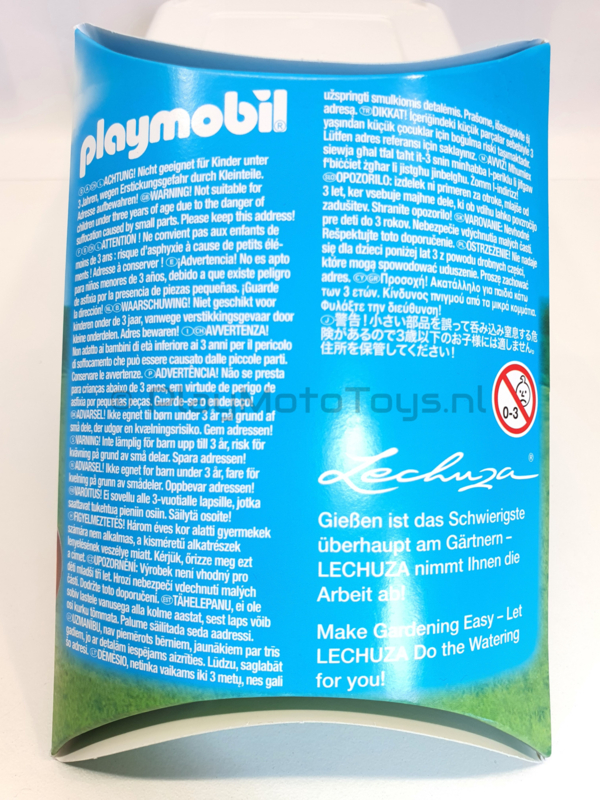 playmobil®
ACHTUNG! Nicht geeignet für Kinder unter
3 Jahren, wegen Erstickungsgefahr durch Kleinteile.
Adresse aufbewahren! WARNING! Not suitable for
children under three years of age due to the danger of
suffocation caused by small parts. Please keep this address!
ATTENTION ! Ne convient pas aux enfants de
moins de 3 ans : risque d'asphyxie à cause de petits élé-
ments ! Adresse à conserver ! ¡Advertencia! No es apto
para niños menores de 3 años, debido a que existe peligro
de asfixia por la presencia de piezas pequeñas. ¡Guarde
la dirección! WAARSCHUWING! Niet geschikt voor
kinderen onder de 3 jaar, vanwege verstikkingsgevaar door
kleine onderdelen. Adres bewaren! AVVERTENZA!
Non adatto ai bambini di età inferiore ai 3 anni per il pericolo
di soffocamento che può essere causato dalle piccole parti.
Conservare le avvertenze. ADVERTÊNCIA! Não se presta
para crianças abaixo de 3 anos, em virtude de perigo de
asfixia por pequenas peças. Guarde-se o endereço!
ADVARSEL! Ikke egnet til børn under 3 år på grund af
små dele, der udgør en kvælningsrisiko. Gem adressen!
WARNING! Inte lämplig för barn upp till 3 år, risk för
kvävning på grund av små delar. Spara adressen!
ADVARSEL! Ikke egnet for barn under 3 år, fare for
kvelning på grunn av smådeler. Oppbevar adressen!
VAROITUS! Ei sovellu alle 3-vuotialle lapsille, jotka
saattavat tukehtua pieniin osiin. Säilytä osoite!
FIGYELMEZTETÉS! Három éves kor alatti gyermekek
számára nem alkalmas, a kisméretű alkatrészek
lenyelésének veszélye miatt. Kérjük, őrizze meg ezt
a címet. UPOZORNĚNÍ: Výrobek není vhodný pro
děti mladší tří let. Hrozí nebezpečí vdechnutí malých
částí. Dodržte toto doporučení. TÄHELEPANU, ei ole
sobiv lastele vanusega alla kolme aastat, sest laps võib
osi kurku tõmmata. Palume säilitada seda aadressi.
UZMANĪBU, nav piemērots bērniem, jaunākiem par trīs
gadiem, jo ar detaļām iespējams aizrīties. Lūdzu, saglabāt
šo adresi. DĖMESIO, netinka vaikams iki 3 metų, nes gali
užspringti smulkiomis detalėmis. Prašome, išsaugokite šį
adresą. DIKKAT! İçeriğindeki küçük parçalar sebebiyle 3
yaşından küçük çocuklar için boğulma riski taşımaktadır.
Lütfen adres referansı için saklayınız. AVVIŻ! Mhumiex
siewja għal tfal taħt it-3 snin minħabba l-periklu li jilgaw
f'biċċiet żgħar li jistgħu jinbelgħu. Żomm l-indirizz!
OPOZORILO: izdelek ni primeren za otroke, mlajše od
3 let, ker vsebuje majhne dele, ki ob vdihu lahko povzročijo
zadušitev. Shranite opozorilo! VAROVANIE: Nevhodné
pre deti do 3 rokov. Nebezpečie vdýchnutia malých častí.
Rešpektujte toto doporučenie. OSTRZEŻENIE! Nie nadaje
się dla dzieci poniżej lat 3 z powodu drobnych części,
które mogą spowodować uduszenie. Proszę zachować
adres. Προσοχή! Ακατάλληλο για παιδιά κάτω
των 3 ετών. Κίνδυνος πνιγμού από τα μικρά κομμάτια.
Φυλάξτε την διεύθυνση!
警告！小さい部品を誤って呑み込み窒息する危
険があるので3歳以下のお子様には適しません。
住所を保管してください！
0-3
MotoToys.nl
Lechuza®
Gießen ist das Schwierigste
überhaupt am Gärtnern –
LECHUZA nimmt Ihnen die
Arbeit ab!
Make Gardening Easy – Let
LECHUZA Do the Watering
for you!